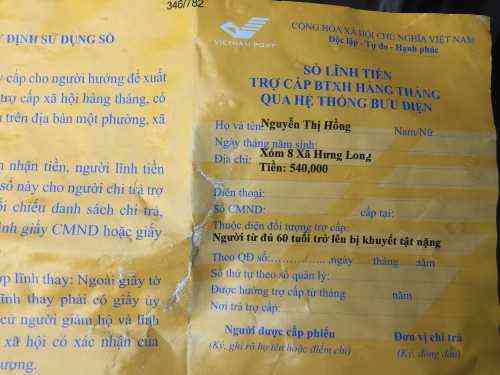 346/782
Y ĐỊNH SỬ DỤNG SỔ
y cấp cho người hưởng để xuất
trợ cấp xã hội hàng tháng, có
u trên địa bàn một phường, xã
n nhận tiền, người lĩnh tiền
sổ này cho người chi trả trợ
ối chiếu danh sách chi trả,
ình giấy CMND hoặc giấy
ợp lĩnh thay: Ngoài giấy tờ
lĩnh thay phải có giấy ủy
cử người giám hộ và lĩnh
xã hội có xác nhận của
ượng.
VIETNAM POST
CỘNG HÒA XÃ HỘI CHỦ NGHĨA VIỆT NAM
Độc lập - Tự do - Hạnh phúc
SỔ LĨNH TIỀN
TRỢ CẤP BTXH HÀNG THÁNG
QUA HỆ THỐNG BƯU ĐIỆN
Họ và tên: Nguyễn Thị Hồng Nam/Nữ:
Ngày tháng năm sinh:
Địa chỉ: Xóm 8 Xã Hưng Long
Tiền: 540,000
Điện thoại:
Số CMND: cấp tại:
Thuộc diện đối tượng trợ cấp:
Người từ đủ 60 tuổi trở lên bị khuyết tật nặng
Theo QĐ số:................,ngày tháng năm
Số thứ tự theo sổ quản lý:
Được hưởng trợ cấp từ tháng năm
Nơi trả trợ cấp:
Người được cấp phiếu Đơn vị chi trả
(Ký, ghi rõ họ tên hoặc điểm chỉ) (Ký, đóng dấu)